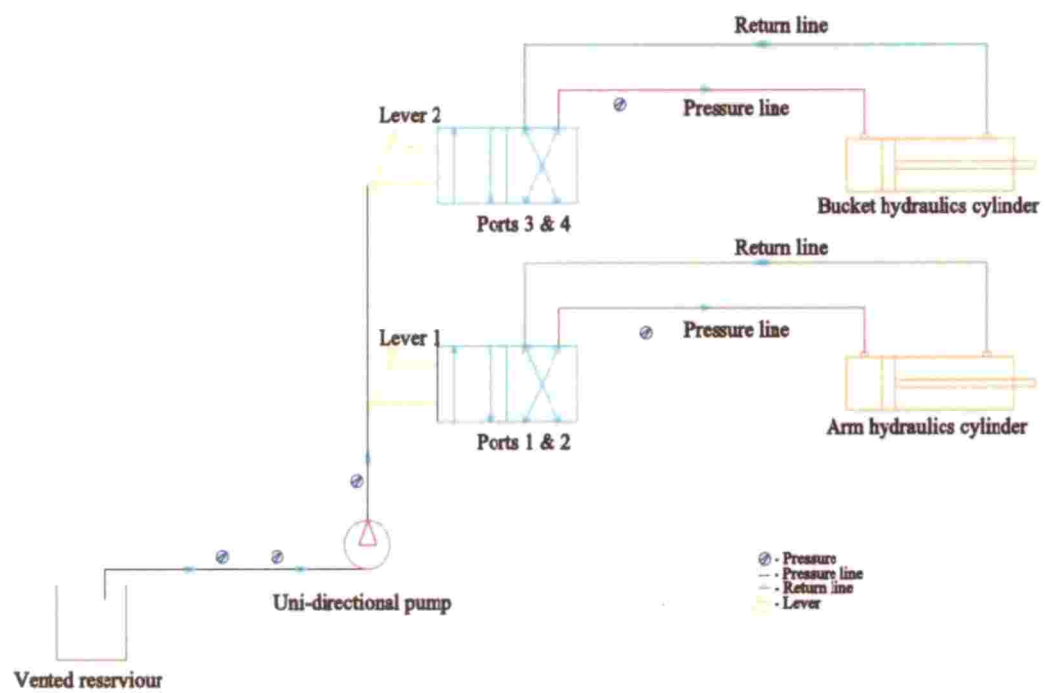 Return line
Lever 2
Pressure line
Bucket hydraulics cylinder
Ports 3 & 4
Return line
Lever 1
Pressure line
Arm hydraulics cylinder
Ports 1 & 2
- Pressure
- Pressure line
- Return line
- Lever
Uni-directional pump
Vented reserviour